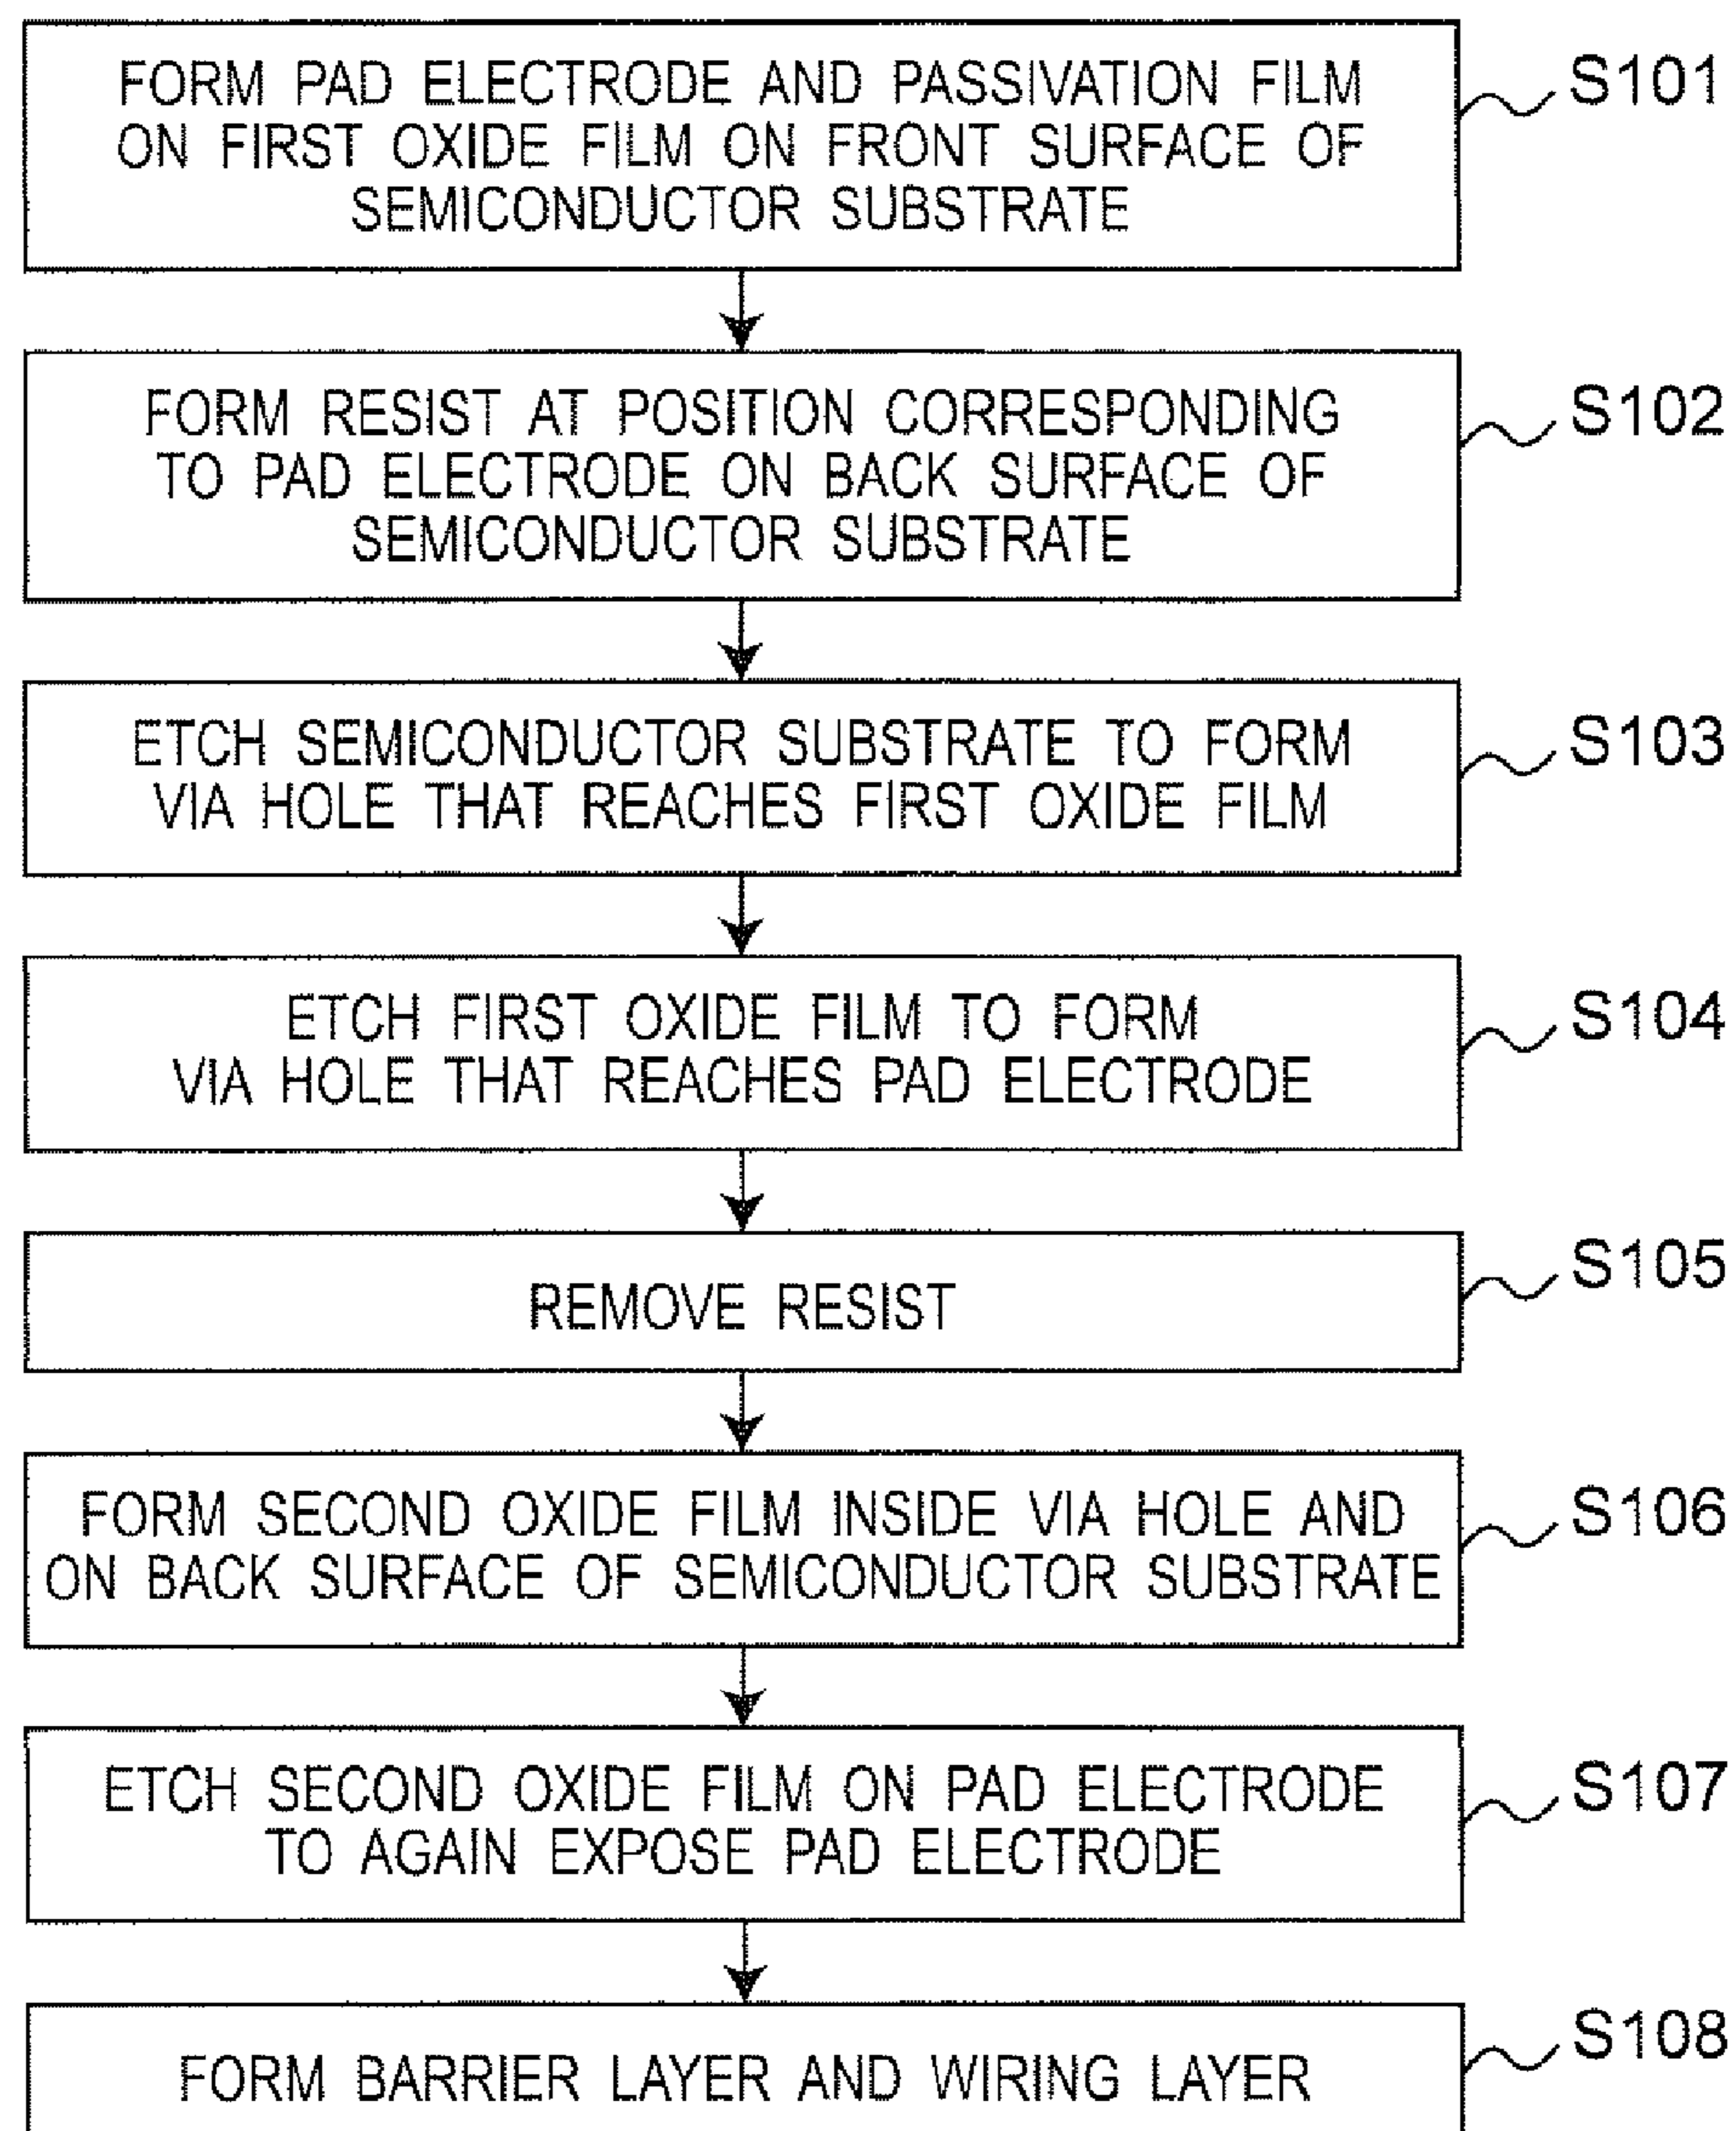 FORM PAD ELECTRODE AND PASSIVATION FILM
ON FIRST OXIDE FILM ON FRONT SURFACE OF
SEMICONDUCTOR SUBSTRATE
S101
FORM RESIST AT POSITION CORRESPONDING
TO PAD ELECTRODE ON BACK SURFACE OF
SEMICONDUCTOR SUBSTRATE
S102
ETCH SEMICONDUCTOR SUBSTRATE TO FORM
VIA HOLE THAT REACHES FIRST OXIDE FILM
S103
ETCH FIRST OXIDE FILM TO FORM
VIA HOLE THAT REACHES PAD ELECTRODE
S104
REMOVE RESIST
S105
FORM SECOND OXIDE FILM INSIDE VIA HOLE AND
ON BACK SURFACE OF SEMICONDUCTOR SUBSTRATE
S106
ETCH SECOND OXIDE FILM ON PAD ELECTRODE
TO AGAIN EXPOSE PAD ELECTRODE
S107
FORM BARRIER LAYER AND WIRING LAYER
S108